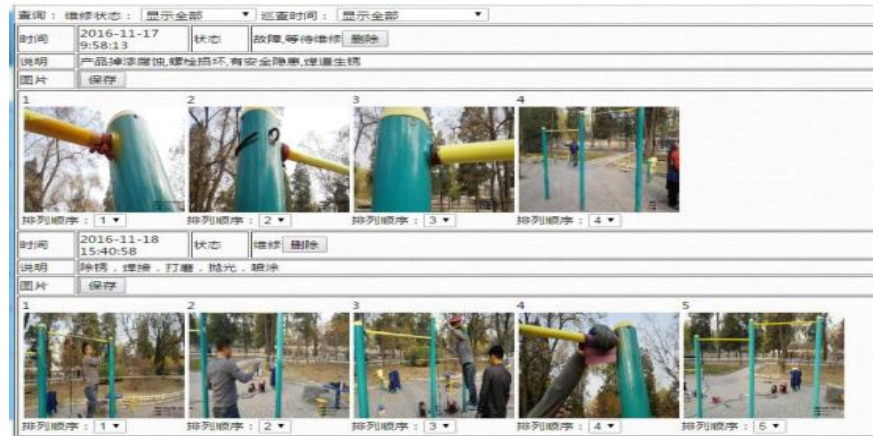 查询：维修状态：显示全部 ▼ 巡查时间：显示全部 ▼
时间 2016-11-17 9:58:13 状态 故障,等待维修 删除
说明 产品掉漆腐蚀,螺栓损坏,有安全隐患,焊道生锈
图片 保存
1 2 3 4
排列顺序：1 ▼ 排列顺序：2 ▼ 排列顺序：3 ▼ 排列顺序：4 ▼
时间 2016-11-18 15:40:58 状态 维修 删除
说明 除锈，焊接，打磨，抛光，喷涂
图片 保存
1 2 3 4 5
排列顺序：1 ▼ 排列顺序：2 ▼ 排列顺序：3 ▼ 排列顺序：4 ▼ 排列顺序：5 ▼